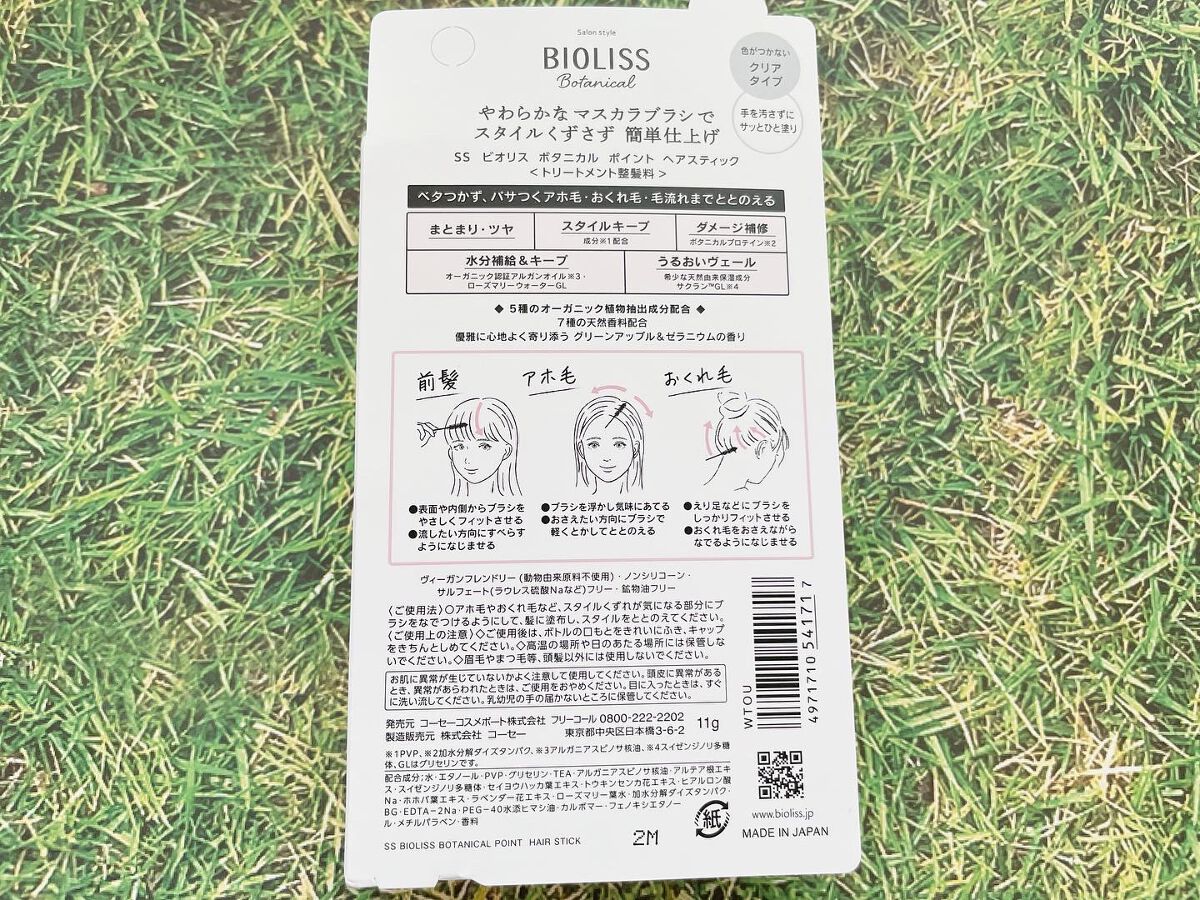 Salon style
BIOLISS
Botanical
色がつかない
クリア
タイプ
手を汚さずに
サッとひと塗り
やわらかな マスカラブラシで
スタイルくずさず 簡単仕上げ
SS ビオリス ボタニカル ポイント ヘアスティック
<トリートメント整髪料>
ベタつかず、パサつくアホ毛・おくれ毛・毛流れまでととのえる
まとまり・ツヤ
スタイルキープ
成分※1配合
ダメージ補修
ボタニカルプロテイン※2
水分補給&キープ
オーガニック認証アルガンオイル※3・
ローズマリーウォーターGL
うるおいヴェール
希少な天然由来保湿成分
サクラン™GL※4
◆ 5種のオーガニック植物抽出成分配合 ◆
7種の天然香料配合
優雅に心地よく寄り添う グリーンアップル&ゼラニウムの香り
前髪
アホ毛
おくれ毛
●表面や内側からブラシを
やさしくフィットさせる
●流したい方向にすべらす
ようになじませる
●ブラシを浮かし気味にあてる
●おさえたい方向にブラシで
軽くとかしてととのえる
●えり足などにブラシを
しっかりフィットさせる
●おくれ毛をおさえながら
なでるようになじませる
ヴィーガンフレンドリー(動物由来原料不使用)・ノンシリコーン・
サルフェート(ラウレス硫酸Naなど)フリー・鉱物油フリー
〈ご使用法〉○アホ毛やおくれ毛など、スタイルくずれが気になる部分にブ
ラシをなでつけるようにして、髪に塗布し、スタイルをととのえてください。
〈ご使用上の注意〉◇ご使用後は、ボトルの口もとをきれいにふき、キャップ
をきちんとしめてください。◇高温の場所や日のあたる場所には保管しな
いでください。◇眉毛やまつ毛等、頭髪以外には使用しないでください。
お肌に異常が生じていないかよく注意して使用してください。頭皮に異常がある
とき、異常があらわれたときは、ご使用をおやめください。目に入ったときは、すぐ
に洗い流してください。乳幼児の手の届かないところに保管してください。
発売元 コーセーコスメポート株式会社 フリーコール 0800-222-2202
製造販売元 株式会社 コーセー 東京都中央区日本橋3-6-2
11g
※1PVP、※2加水分解ダイズタンパク、※3アルガニアスピノサ核油、※4スイゼンジノリ多糖
体、GLはグリセリンです。
配合成分:水・エタノール・PVP・グリセリン・TEA・アルガニアスピノサ核油・アルテア根エキ
ス・スイゼンジノリ多糖体・セイヨウハッカ葉エキス・トウキンセンカ花エキス・ヒアルロン酸
Na・ホホバ葉エキス・ラベンダー花エキス・ローズマリー葉水・加水分解ダイズタンパク・
BG・EDTA-2Na・PEG-40水添ヒマシ油・カルボマー・フェノキシエタノー
ル・メチルパラベン・香料
SS BIOLISS BOTANICAL POINT HAIR STICK
2M
紙
WTOU
4971710 541717
www.bioliss.jp
MADE IN JAPAN